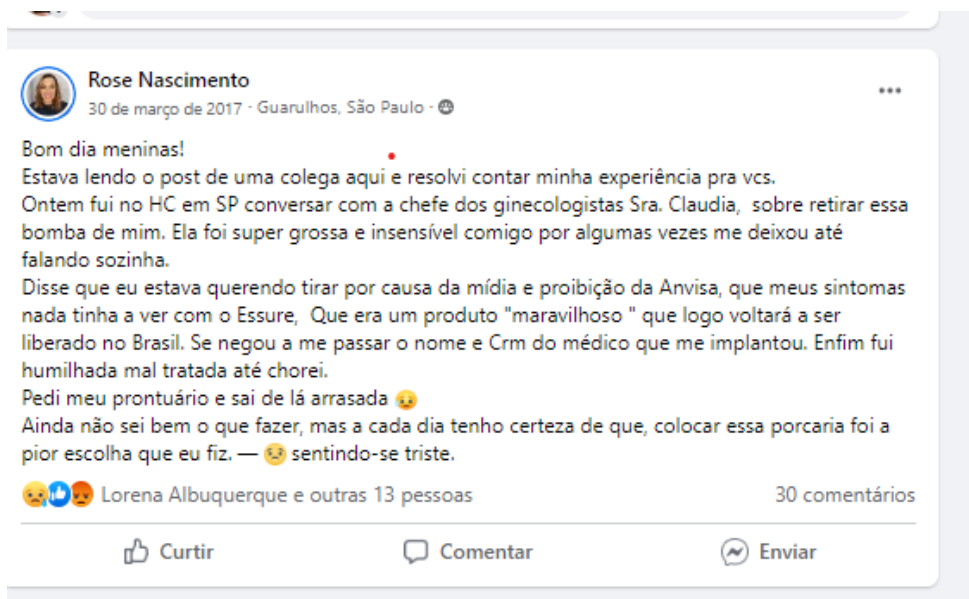 Rose Nascimento
30 de março de 2017 · Guarulhos, São Paulo ·
Bom dia meninas!
Estava lendo o post de uma colega aqui e resolvi contar minha experiência pra vcs.
Ontem fui no HC em SP conversar com a chefe dos ginecologistas Sra. Claudia,  sobre retirar essa
bomba de mim. Ela foi super grossa e insensível comigo por algumas vezes me deixou até
falando sozinha.
Disse que eu estava querendo tirar por causa da mídia e proibição da Anvisa, que meus sintomas
nada tinha a ver com o Essure,  Que era um produto "maravilhoso " que logo voltará a ser
liberado no Brasil. Se negou a me passar o nome e Crm do médico que me implantou. Enfim fui
humilhada mal tratada até chorei.
Pedi meu prontuário e sai de lá arrasada 😥
Ainda não sei bem o que fazer, mas a cada dia tenho certeza de que, colocar essa porcaria foi a
pior escolha que eu fiz. — 😟 sentindo-se triste.
Lorena Albuquerque e outras 13 pessoas 30 comentários
Curtir Comentar Enviar